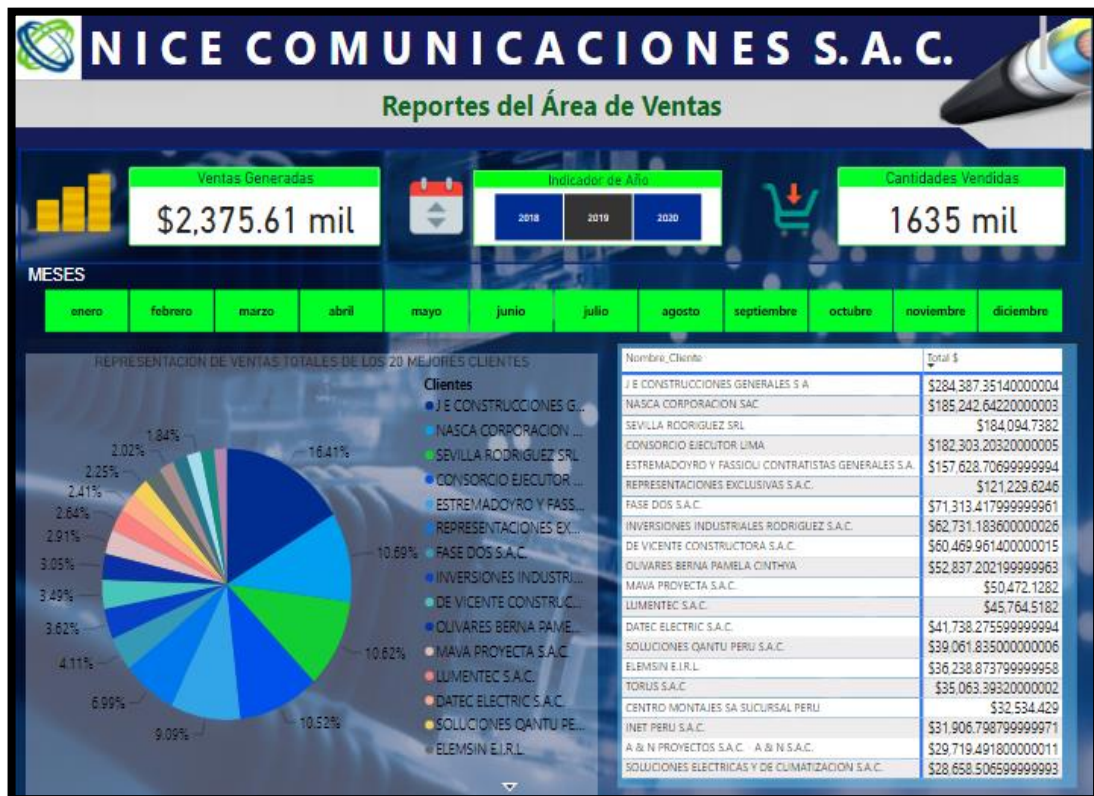 NICE COMUNICACIONES S. A. C.
Reportes del Área de Ventas
Ventas Generadas
$2,375.61 mil
Indicador de Año
2018 2019 2020
Cantidades Vendidas
1635 mil
MESES
enero febrero marzo abril mayo junio julio agosto septiembre octubre noviembre diciembre
REPRESENTACIÓN DE VENTAS TOTALES DE LOS 20 MEJORES CLIENTES
16.41%
10.69%
10.62%
10.52%
9.09%
6.99%
4.11%
3.62%
3.49%
3.05%
2.91%
2.64%
2.41%
2.25%
2.02%
1.84%
Clientes
J E CONSTRUCCIONES G...
NASCA CORPORACION ...
SEVILLA RODRIGUEZ SRL
CONSORCIO EJECUTOR ...
ESTREMADOYRO Y FASS...
REPRESENTACIONES EX...
FASE DOS S.A.C.
INVERSIONES INDUSTRI...
DE VICENTE CONSTRUC...
OLIVARES BERNA PAME...
MAVA PROYECTA S.A.C.
LUMENTEC S.A.C.
DATEC ELECTRIC S.A.C.
SOLUCIONES QANTU PE...
ELEMSIN E.I.R.L.
Nombre_Cliente Total $
J E CONSTRUCCIONES GENERALES S A $284,387.35140000004
NASCA CORPORACION SAC $185,242.64220000003
SEVILLA RODRIGUEZ SRL $184,094.7382
CONSORCIO EJECUTOR LIMA $182,303.20320000005
ESTREMADOYRO Y FASSIOLI CONTRATISTAS GENERALES S.A. $157,628.70699999994
REPRESENTACIONES EXCLUSIVAS S.A.C. $121,229.6246
FASE DOS S.A.C. $71,313.417999999961
INVERSIONES INDUSTRIALES RODRIGUEZ S.A.C. $62,731.183600000026
DE VICENTE CONSTRUCTORA S.A.C. $60,469.961400000015
OLIVARES BERNA PAMELA CINTHYA $52,837.202199999963
MAVA PROYECTA S.A.C. $50,472.1282
LUMENTEC S.A.C. $45,764.5182
DATEC ELECTRIC S.A.C. $41,738.275599999994
SOLUCIONES QANTU PERU S.A.C. $39,061.835000000006
ELEMSIN E.I.R.L. $36,238.873799999958
TORUS S.A.C $35,063.39320000002
CENTRO MONTAJES SA SUCURSAL PERU $32,534.429
INET PERU S.A.C. $31,906.798799999971
A & N PROYECTOS S.A.C. - A & N S.A.C. $29,719.491800000011
SOLUCIONES ELECTRICAS Y DE CLIMATIZACION S.A.C. $28,658.506599999993